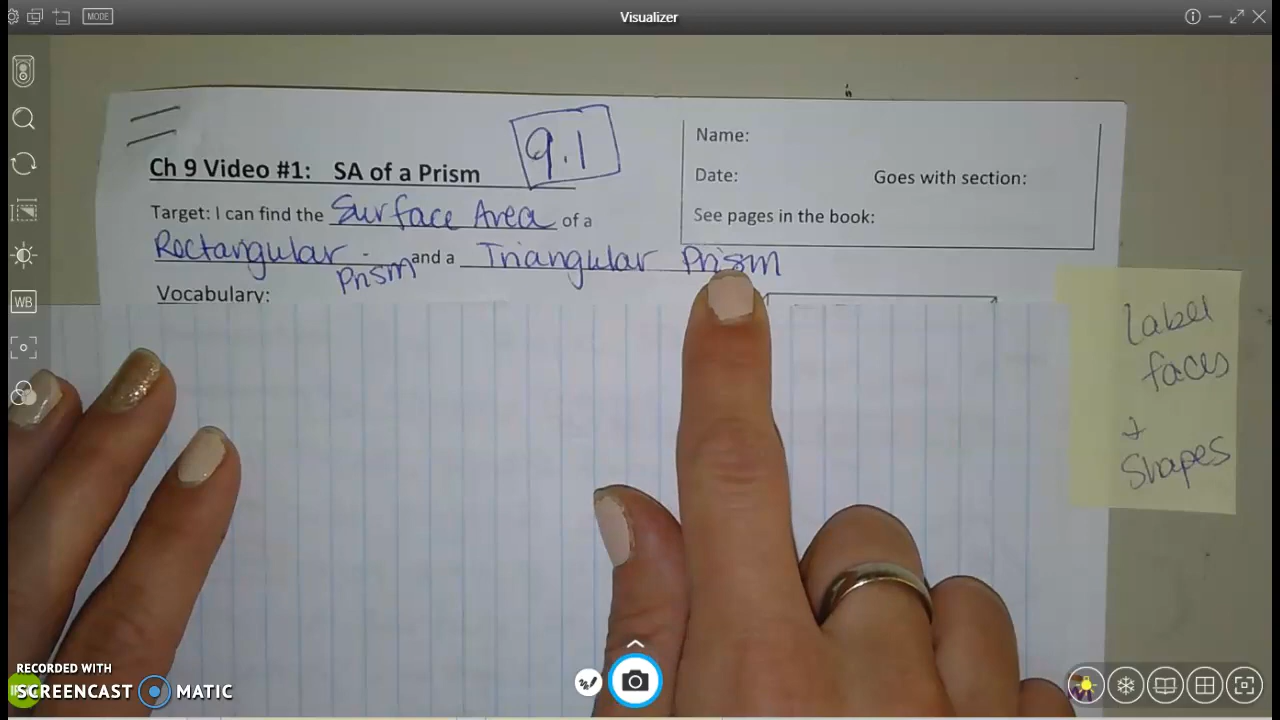 MODE
Visualizer
9.1
Ch 9 Video #1: SA of a Prism
Name:
Date: Goes with section:
See pages in the book:
Target: I can find the Surface Area of a
Rectangular - and a Triangular Prism
Prism
Vocabulary:
WB
label
faces
+
Shapes
RECORDED WITH
SCREENCAST MATIC